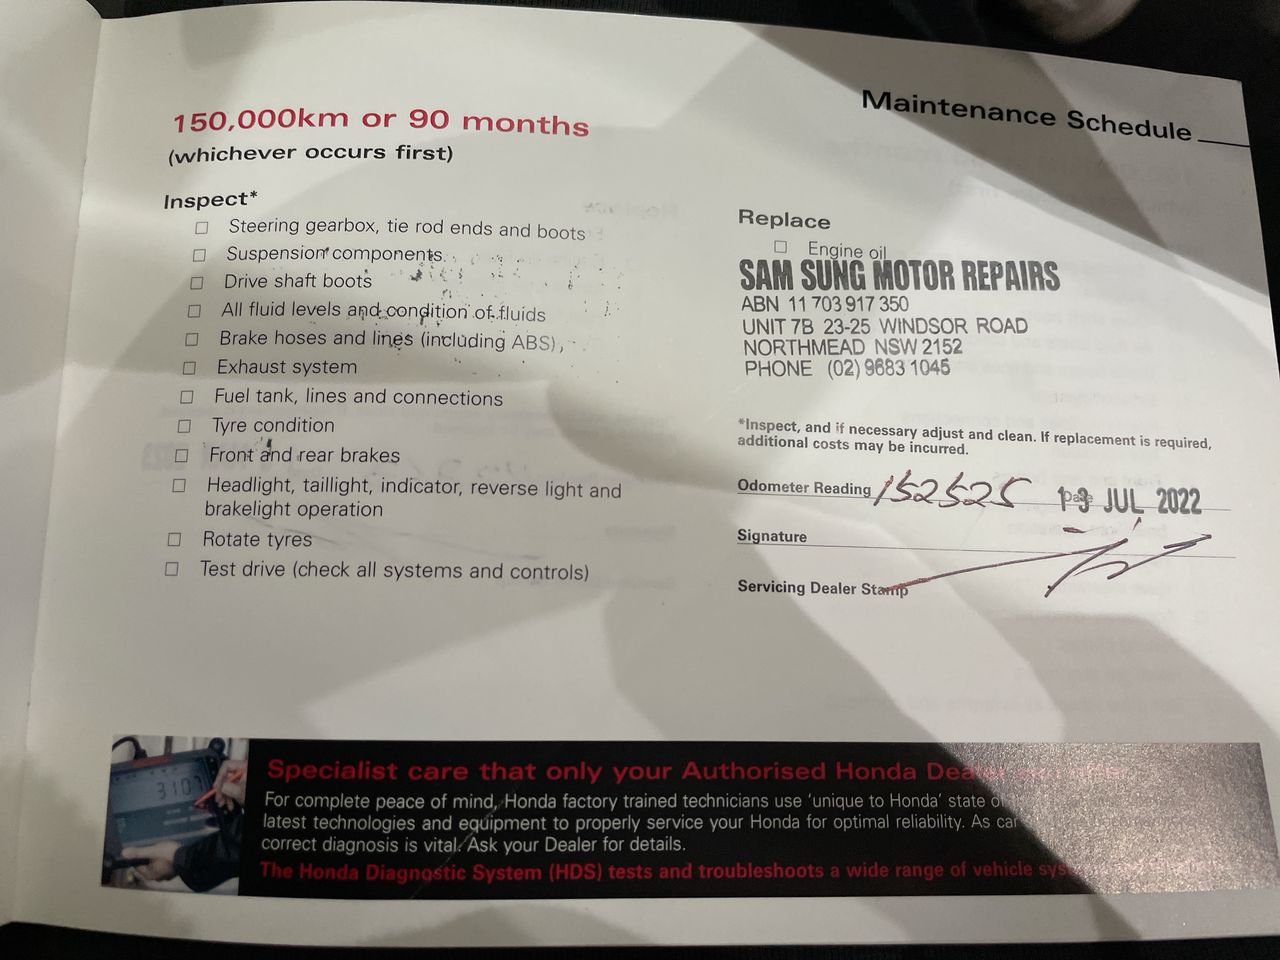 Maintenance Schedule
150,000km or 90 months
(whichever occurs first)
Inspect*
Steering gearbox, tie rod ends and boots
Suspension components
Drive shaft boots
All fluid levels and condition of fluids
Brake hoses and lines (including ABS)
Exhaust system
Fuel tank, lines and connections
Tyre condition
Front and rear brakes
Headlight, taillight, indicator, reverse light and
brakelight operation
Rotate tyres
Test drive (check all systems and controls)
Replace
Engine oil
SAM SUNG MOTOR REPAIRS
ABN 11 703 917 350
UNIT 7B 23-25 WINDSOR ROAD
NORTHMEAD NSW 2152
PHONE (02) 9683 1045
*Inspect, and if necessary adjust and clean. If replacement is required,
additional costs may be incurred.
Odometer Reading 152525 Date 13 JUL 2022
Signature
Servicing Dealer Stamp
3107
Specialist care that only your Authorised Honda Dealer can offer
For complete peace of mind, Honda factory trained technicians use 'unique to Honda' state
latest technologies and equipment to properly service your Honda for optimal reliability. As
correct diagnosis is vital. Ask your Dealer for details.
The Honda Diagnostic System (HDS) tests and troubleshoots a wide range of vehicle